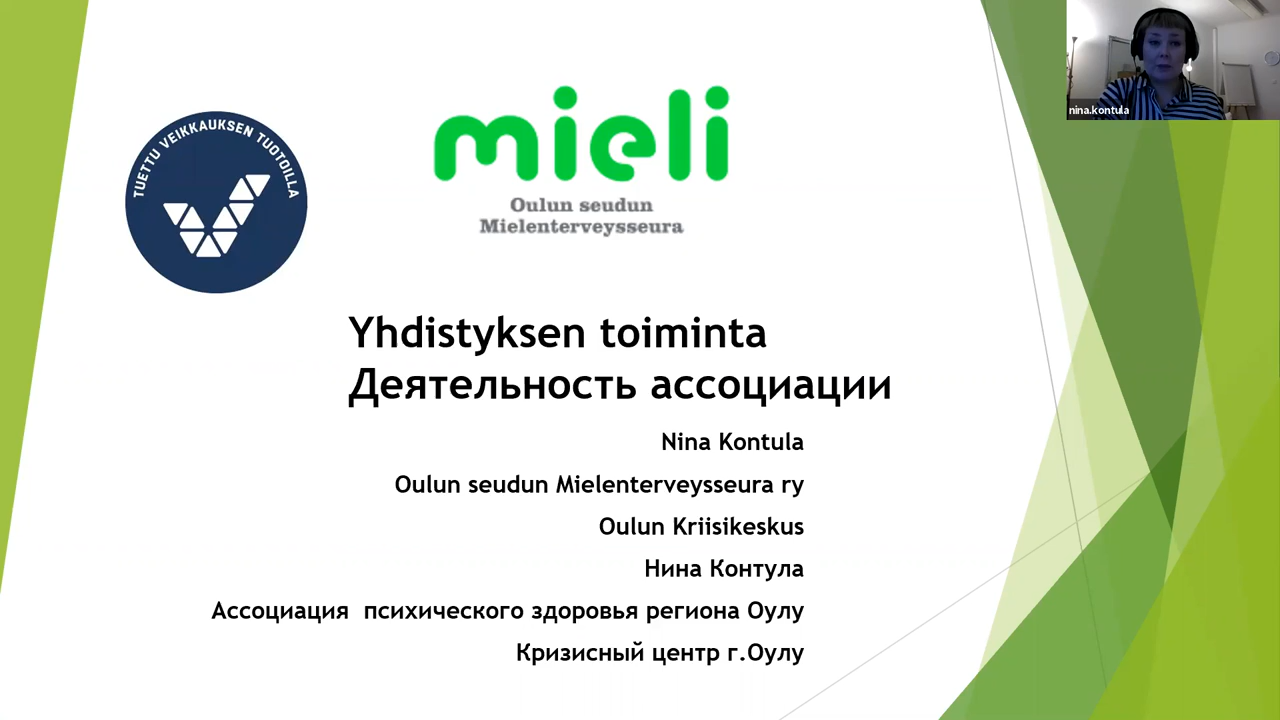 TUETTU VEIKKAUKSEN TUOTOILLA
mieli
Oulun seudun
Mielenterveysseura
nina.kontula
Yhdistyksen toiminta
Деятельность ассоциации
Nina Kontula
Oulun seudun Mielenterveysseura ry
Oulun Kriisikeskus
Нина Контула
Ассоциация психического здоровья региона Оулу
Кризисный центр г.Оулу